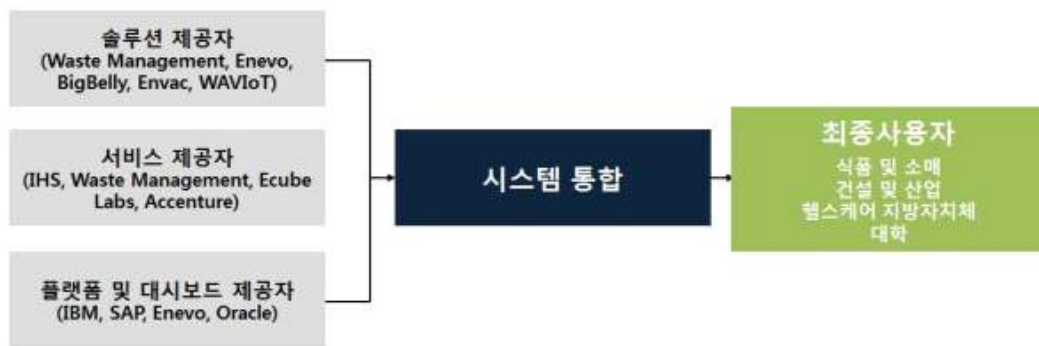 솔루션 제공자
(Waste Management, Enevo,
BigBelly, Envac, WAVIoT)
서비스 제공자
(IHS, Waste Management, Ecube
Labs, Accenture)
플랫폼 및 대시보드 제공자
(IBM, SAP, Enevo, Oracle)
시스템 통합
최종사용자
식품 및 소매
건설 및 산업
헬스케어 지방자치체
대학